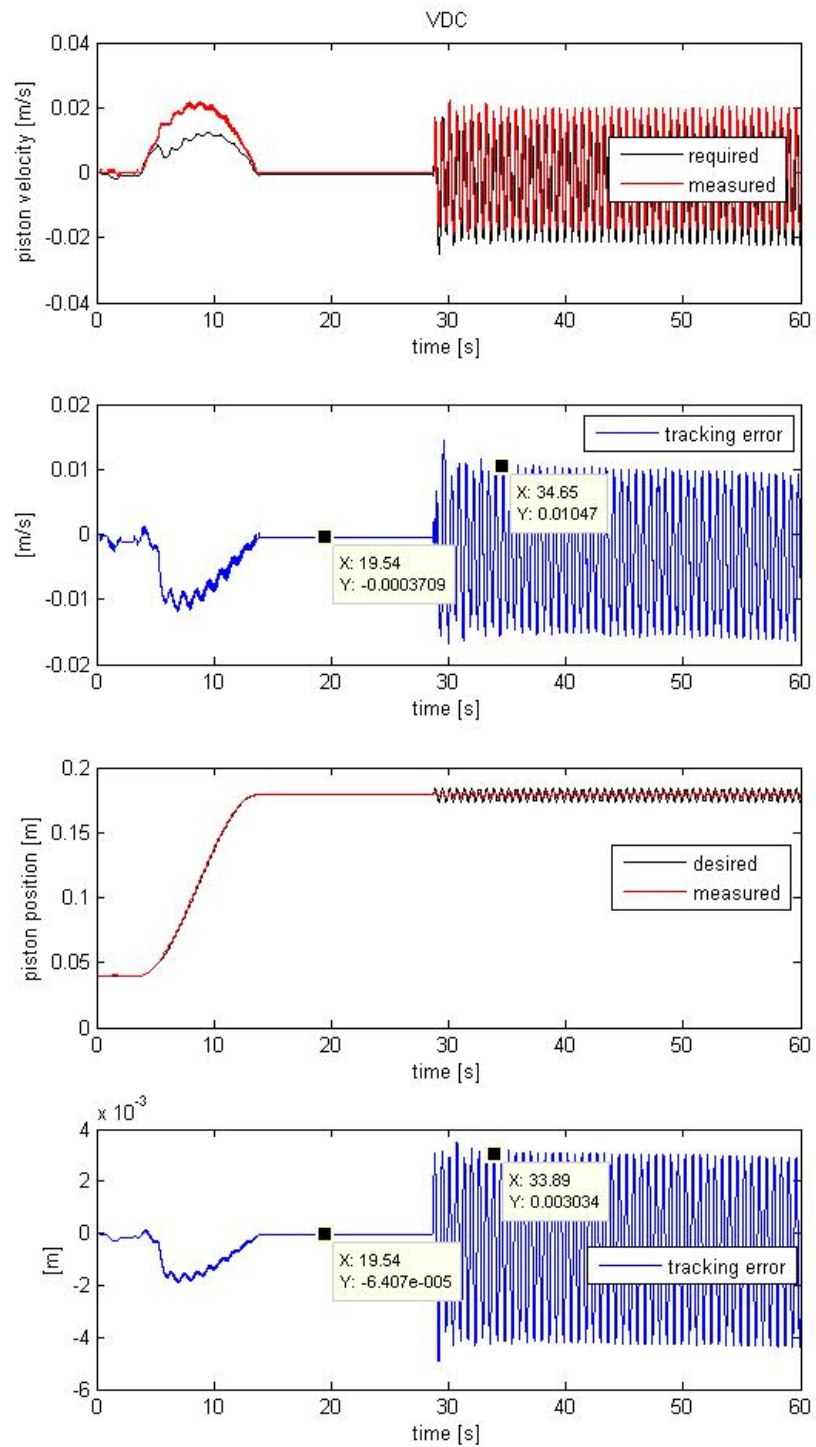 VDC
0.04
0.02
0
-0.02
-0.04
piston velocity [m/s]
required
measured
0 10 20 30 40 50 60
time [s]
0.02
0.01
0
-0.01
-0.02
[m/s]
tracking error
X: 34.65
Y: 0.01047
X: 19.54
Y: -0.0003709
0 10 20 30 40 50 60
time [s]
0.2
0.15
0.1
0.05
0
piston position [m]
desired
measured
0 10 20 30 40 50 60
time [s]
x 10-3
4
2
0
-2
-4
-6
[m]
X: 33.89
Y: 0.003034
X: 19.54
Y: -6.407e-005
tracking error
0 10 20 30 40 50 60
time [s]